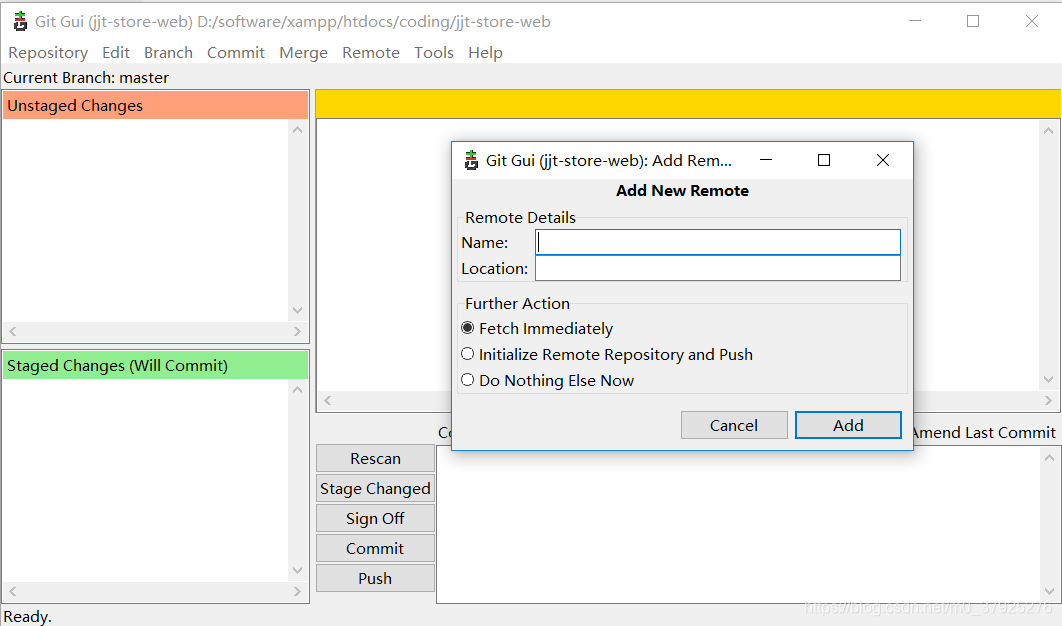 Git Gui (jjt-store-web) D:/software/xampp/htdocs/coding/jjt-store-web
Repository Edit Branch Commit Merge Remote Tools Help
Current Branch: master
Unstaged Changes
Staged Changes (Will Commit)
Git Gui (jjt-store-web): Add Rem...
Add New Remote
Remote Details
Name:
Location:
Further Action
Fetch Immediately
Initialize Remote Repository and Push
Do Nothing Else Now
Cancel Add
Amend Last Commit
Rescan
Stage Changed
Sign Off
Commit
Push
Ready.
https://blog.csdn.net/m0_37925276